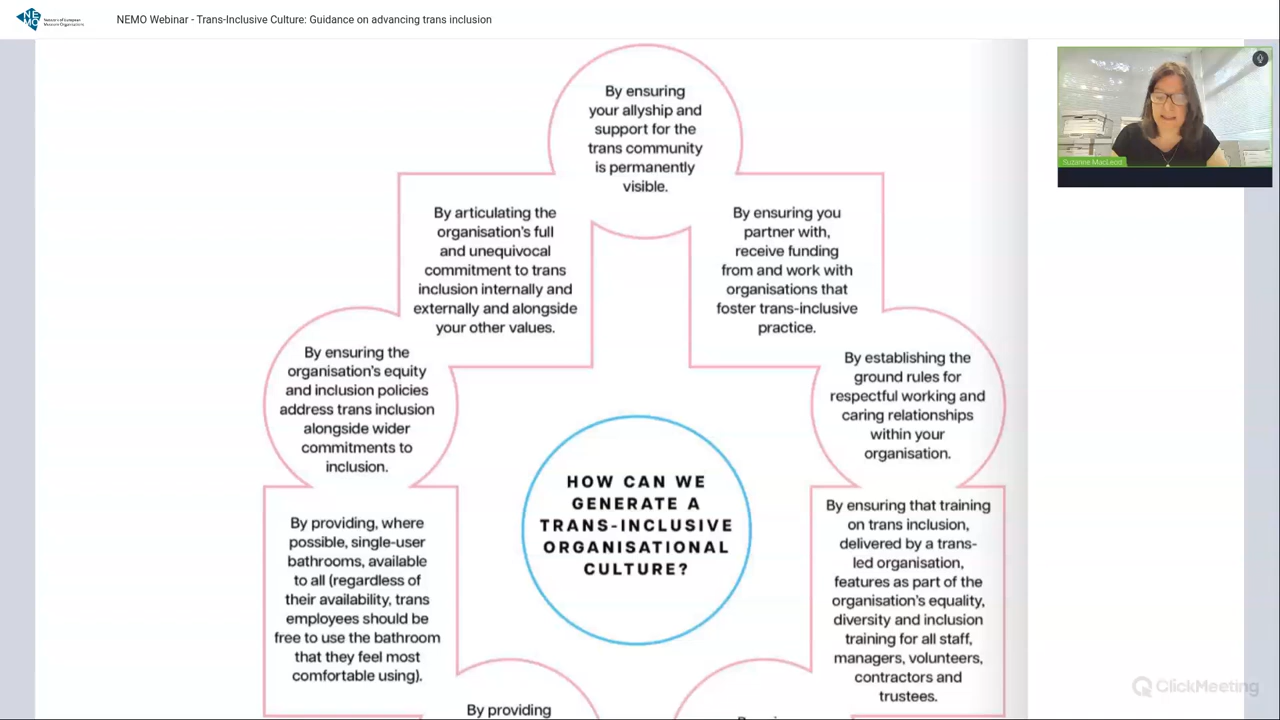 NEMO
Network of European
Museum Organisations
NEMO Webinar - Trans-Inclusive Culture: Guidance on advancing trans inclusion
Suzanne MacLeod
By ensuring
your allyship and
support for the
trans community
is permanently
visible.
By articulating the
organisation's full
and unequivocal
commitment to trans
inclusion internally and
externally and alongside
your other values.
By ensuring you
partner with,
receive funding
from and work with
organisations that
foster trans-inclusive
practice.
By ensuring the
organisation's equity
and inclusion policies
address trans inclusion
alongside wider
commitments to
inclusion.
By establishing the
ground rules for
respectful working and
caring relationships
within your
organisation.
HOW CAN WE
GENERATE A
TRANS-INCLUSIVE
ORGANISATIONAL
CULTURE?
By providing, where
possible, single-user
bathrooms, available
to all (regardless of
their availability, trans
employees should be
free to use the bathroom
that they feel most
comfortable using).
By ensuring that training
on trans inclusion,
delivered by a trans-
led organisation,
features as part of the
organisation's equality,
diversity and inclusion
training for all staff,
managers, volunteers,
contractors and
trustees.
By providing
ClickMeeting